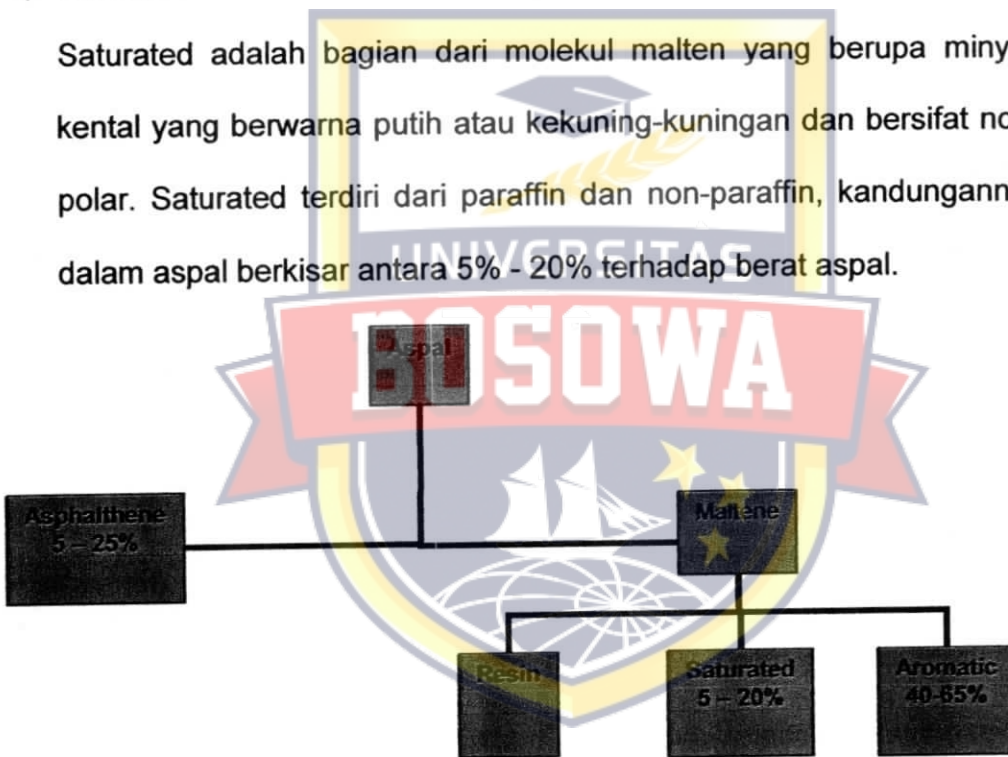 Saturated adalah bagian dari molekul malten yang berupa miny
kental yang berwarna putih atau kekuning-kuningan dan bersifat no
polar. Saturated terdiri dari paraffin dan non-paraffin, kandungann
dalam aspal berkisar antara 5% - 20% terhadap berat aspal.
UNIVERSITAS
BOSOWA
Aspal
Asphalthene
5 – 25%
Maltene
Resin
Saturated
5 – 20%
Aromatic
40-65%